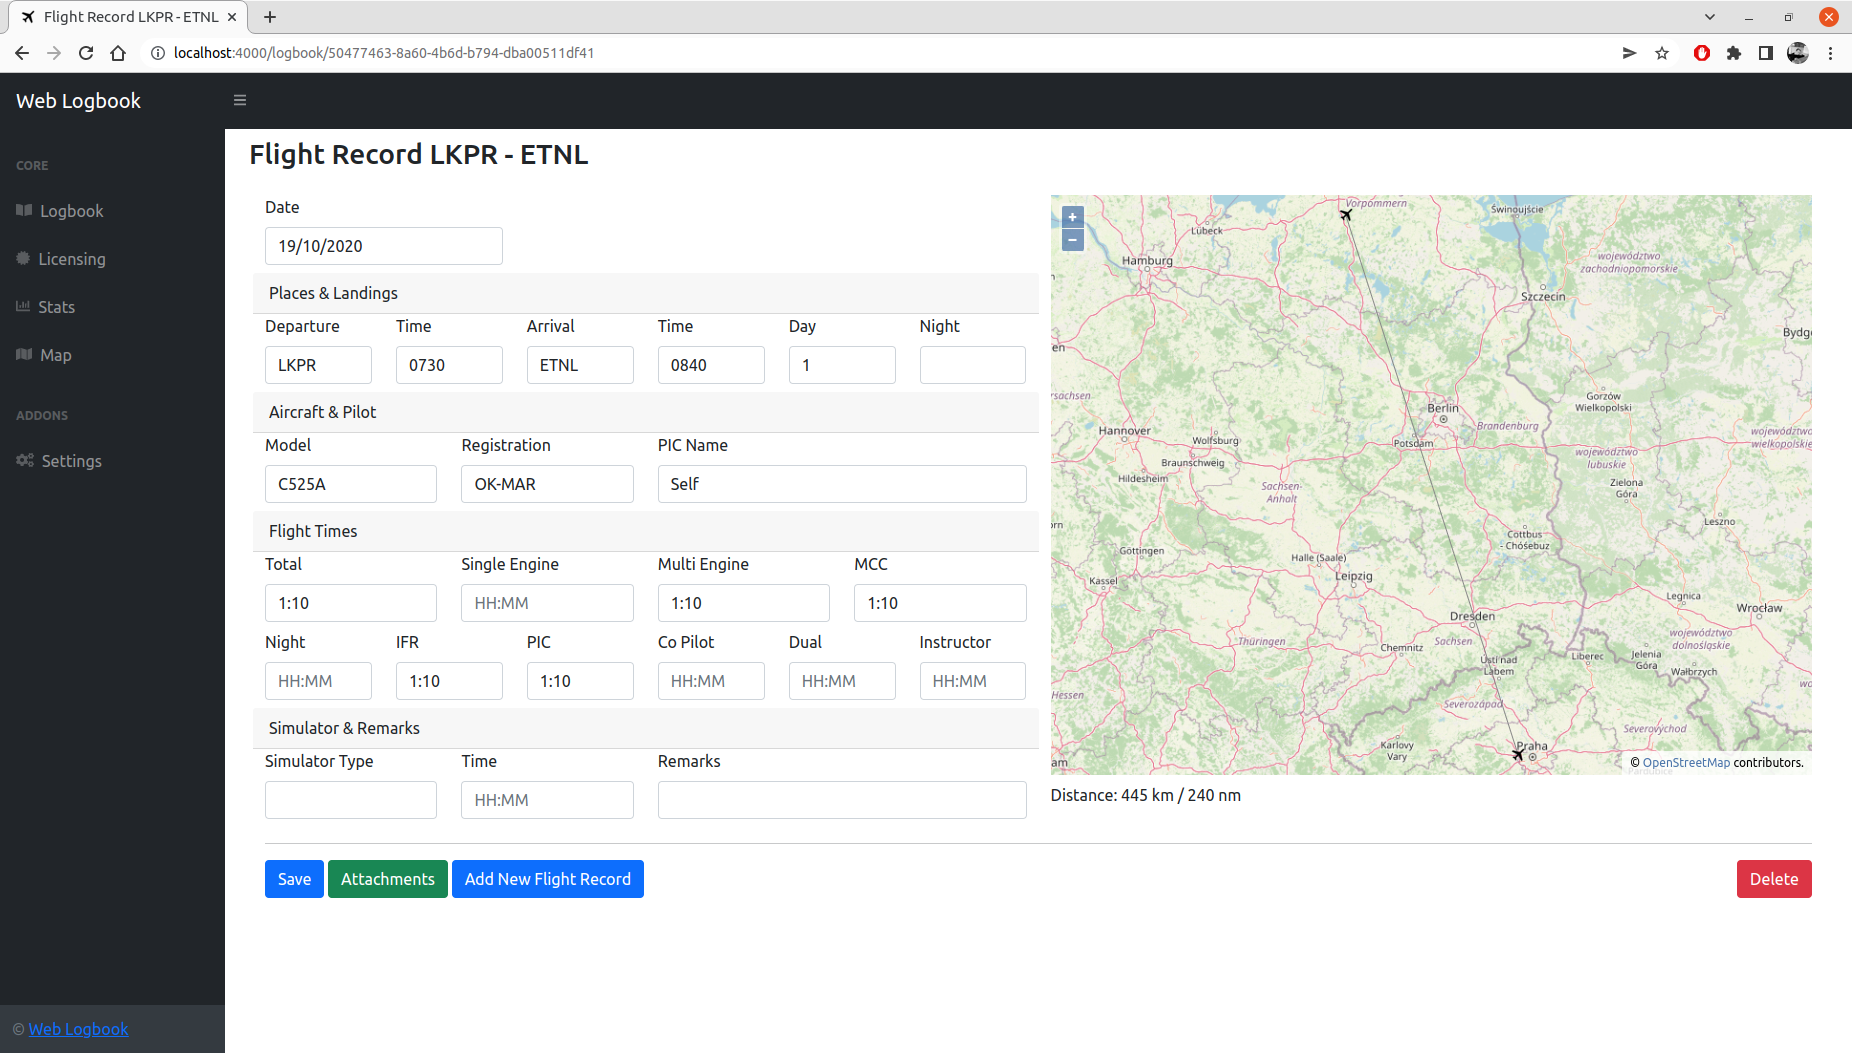 Flight Record LKPR - ETNL
localhost:4000/logbook/50477463-8a60-4b6d-b794-dba00511df41
Web Logbook
CORE
Logbook
Licensing
Stats
Map
ADDONS
Settings
© Web Logbook
Flight Record LKPR - ETNL
Date
19/10/2020
Places & Landings
Departure Time Arrival Time Day Night
LKPR 0730 ETNL 0840 1
Aircraft & Pilot
Model Registration PIC Name
C525A OK-MAR Self
Flight Times
Total Single Engine Multi Engine MCC
1:10 HH:MM 1:10 1:10
Night IFR PIC Co Pilot Dual Instructor
HH:MM 1:10 1:10 HH:MM HH:MM HH:MM
Simulator & Remarks
Simulator Type Time Remarks
HH:MM
Save Attachments Add New Flight Record Delete
+
−
Vorpommern
Świnoujście
Lübeck
Hamburg
województwo
zachodniopomorskie
Szczecin
Bydg
en
rsachsen
Gorzów
Wielkopolski
Berlin
Brandenburg
Hannover
Wolfsburg
Potsdam
województwo
wielkopolskie
województwo
lubuskie
Braunschweig
Hildesheim
Sachsen-
Anhalt
Zielona
Góra
Leszno
Cottbus
- Chóśebuz
Göttingen
Halle (Saale)
Leipzig
Kassel
Legnica
Wrocław
Dresden
Sachsen
Thüringen
Chemnitz
województwo
dolnośląskie
Ústí nad
Labem
Liberec
Jelenia
Góra
Wałbrzych
wo
Hessen
Severozápad
Severovýchod
Karlovy
Vary
Praha
am
© OpenStreetMap contributors.
Distance: 445 km / 240 nm